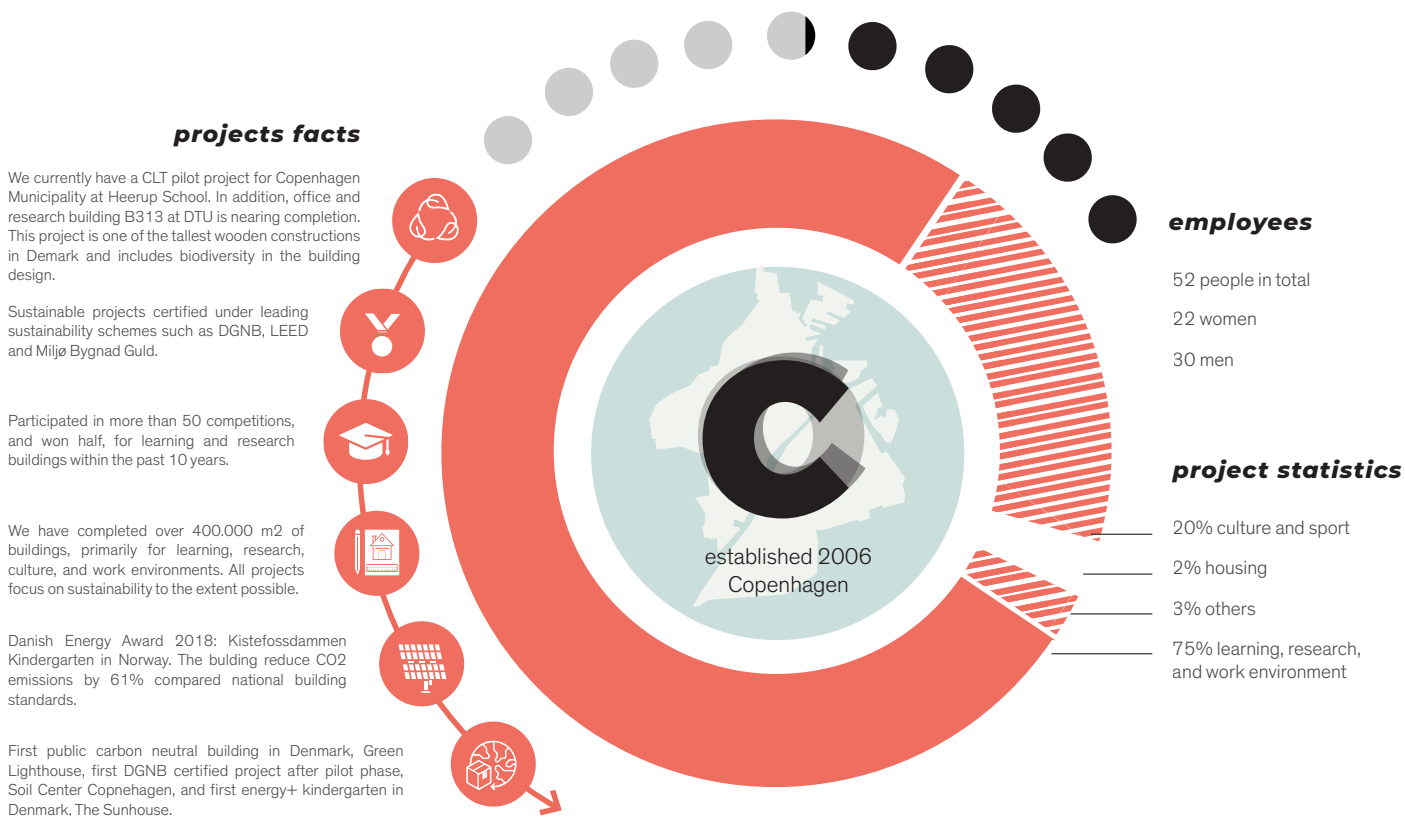 projects facts
We currently have a CLT pilot project for Copenhagen
Municipality at Heerup School. In addition, office and
research building B313 at DTU is nearing completion.
This project is one of the tallest wooden constructions
in Demark and includes biodiversity in the building
design.
Sustainable projects certified under leading
sustainability schemes such as DGNB, LEED
and Miljø Bygnad Guld.
Participated in more than 50 competitions,
and won half, for learning and research
buildings within the past 10 years.
We have completed over 400.000 m2 of
buildings, primarily for learning, research,
culture, and work environments. All projects
focus on sustainability to the extent possible.
Danish Energy Award 2018: Kistefossdammen
Kindergarten in Norway. The bulding reduce CO2
emissions by 61% compared national building
standards.
First public carbon neutral building in Denmark, Green
Lighthouse, first DGNB certified project after pilot phase,
Soil Center Copnehagen, and first energy+ kindergarten in
Denmark, The Sunhouse.
C
established 2006
Copenhagen
employees
52 people in total
22 women
30 men
project statistics
20% culture and sport
2% housing
3% others
75% learning, research,
and work environment